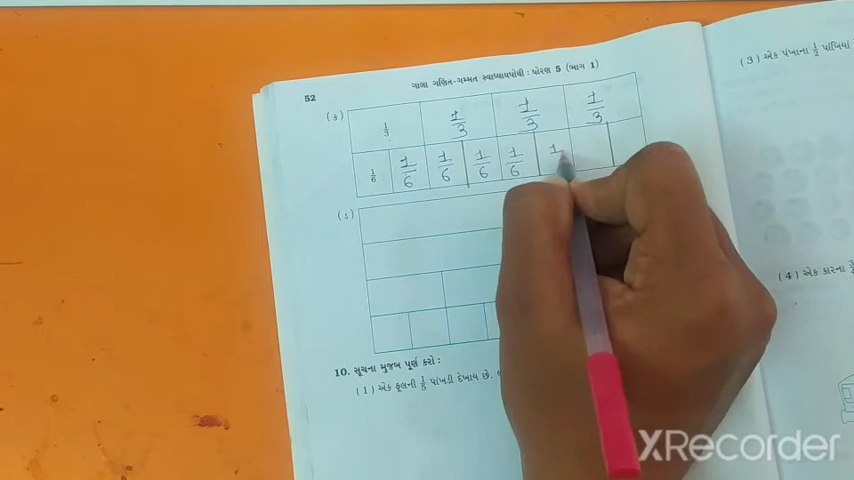 52
ગાલા ગણિત-ગમ્મત સ્વાધ્યાયપોથી : ધોરણ 5 (ભાગ 1)
(ક) 1/3 1/3 1/3 1/3
1/6 1/6 1/6 1/6 1/6 1
(ડ)
10. સૂચના મુજબ પૂર્ણ કરો :
(1) એક ફૂલની પાંખડી દેખાય છે.
(3) એક પંખાના 1/2 પાંખિયાં
(4) એક કારના
XRecorder